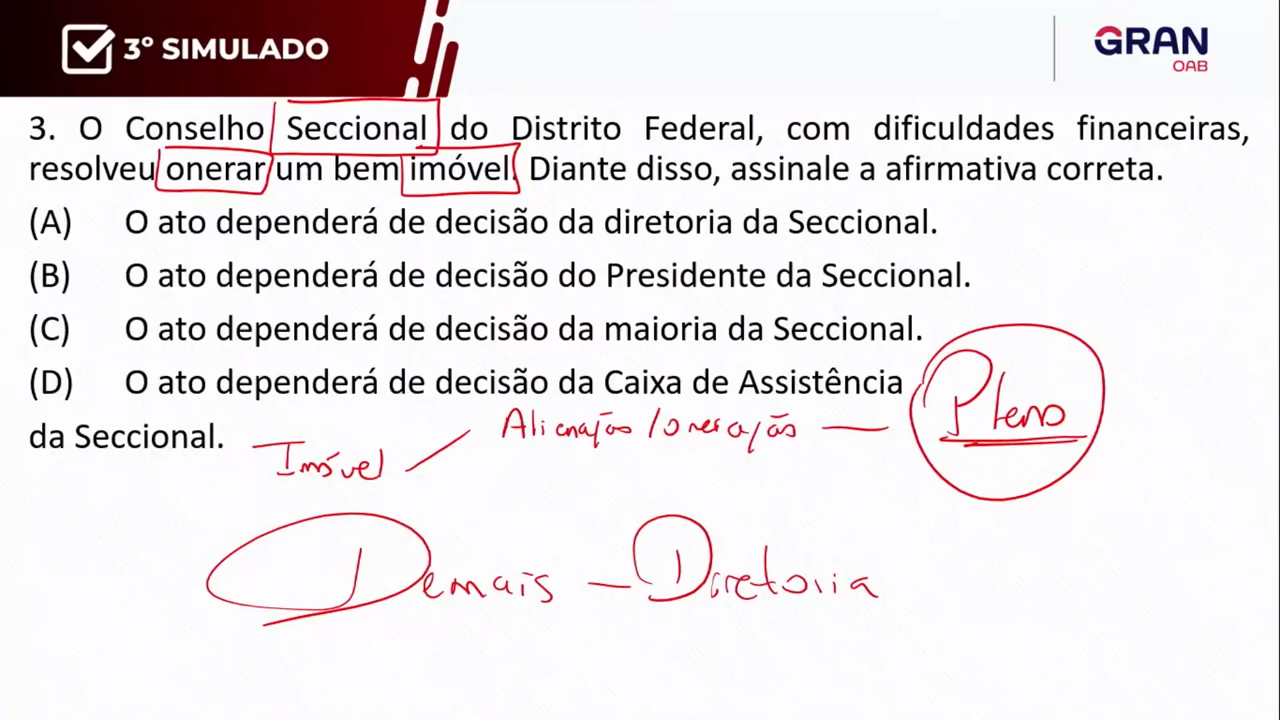 3º SIMULADO
GRAN
OAB
3. O Conselho Seccional do Distrito Federal, com dificuldades financeiras,
resolveu onerar um bem imóvel. Diante disso, assinale a afirmativa correta.
(A) O ato dependerá de decisão da diretoria da Seccional.
(B) O ato dependerá de decisão do Presidente da Seccional.
(C) O ato dependerá de decisão da maioria da Seccional.
(D) O ato dependerá de decisão da Caixa de Assistência
da Seccional.
Imóvel / Alienação/oneração — Pleno
Demais — Diretoria